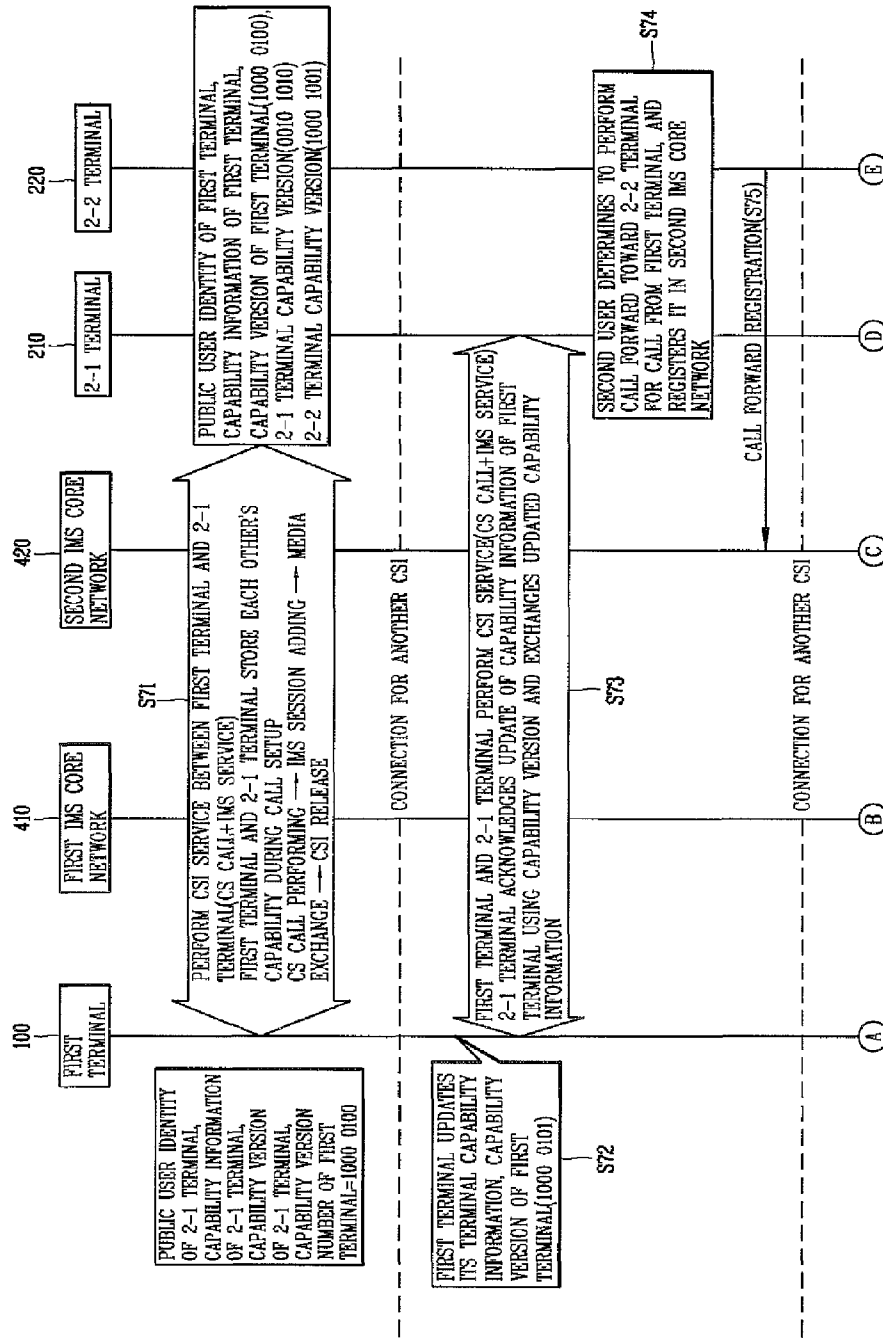 100
FIRST
TERMINAL
410
FIRST IMS CORE
NETWORK
420
SECOND IMS CORE
NETWORK
210
2-1 TERMINAL
220
2-2 TERMINAL
PUBLIC USER IDENTITY
OF 2-1 TERMINAL,
CAPABILITY INFORMATION
OF 2-1 TERMINAL,
CAPABILITY VERSION
OF 2-1 TERMINAL,
CAPABILITY VERSION
NUMBER OF FIRST
TERMINAL=1000 0100
S71
PERFORM CSI SERVICE BETWEEN FIRST TERMINAL AND 2-1
TERMINAL(CS CALL+IMS SERVICE)
FIRST TERMINAL AND 2-1 TERMINAL STORE EACH OTHER'S
CAPABILITY DURING CALL SETUP
CS CALL PERFORMING → IMS SESSION ADDING → MEDIA
EXCHANGE → CSI RELEASE
PUBLIC USER IDENTITY OF FIRST TERMINAL,
CAPABILITY INFORMATION OF FIRST TERMINAL,
CAPABILITY VERSION OF FIRST TERMINAL(1000 0100),
2-1 TERMINAL CAPABILITY VERSION(0010 1010)
2-2 TERMINAL CAPABILITY VERSION(1000 1001)
CONNECTION FOR ANOTHER CSI
FIRST TERMINAL UPDATES
ITS TERMINAL CAPABILITY
INFORMATION, CAPABILITY
VERSION OF FIRST
TERMINAL(1000 0101)
S72
FIRST TERMINAL AND 2-1 TERMINAL PERFORM CSI SERVICE(CS CALL+IMS SERVICE)
2-1 TERMINAL ACKNOWLEDGES UPDATE OF CAPABILITY INFORMATION OF FIRST
TERMINAL USING CAPABILITY VERSION AND EXCHANGES UPDATED CAPABILITY
INFORMATION
S73
SECOND USER DETERMINES TO PERFORM
CALL FORWARD TOWARD 2-2 TERMINAL
FOR CALL FROM FIRST TERMINAL, AND
REGISTERS IT IN SECOND IMS CORE
NETWORK
S74
CALL FORWARD REGISTRATION(S75)
CONNECTION FOR ANOTHER CSI
A
B
C
D
E